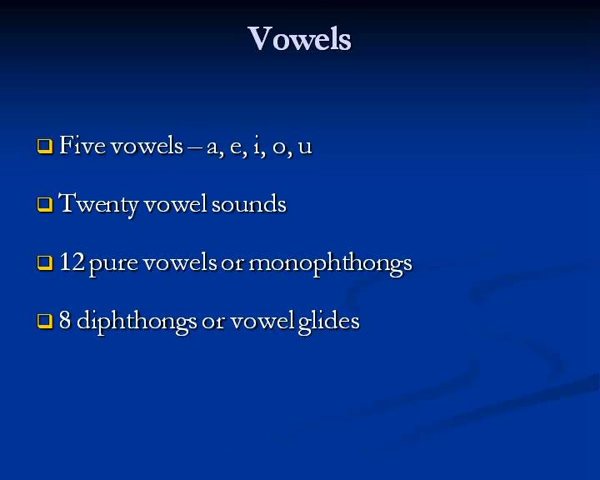 Vowels
Five vowels – a, e, i, o, u
Twenty vowel sounds
12 pure vowels or monophthongs
8 diphthongs or vowel glides